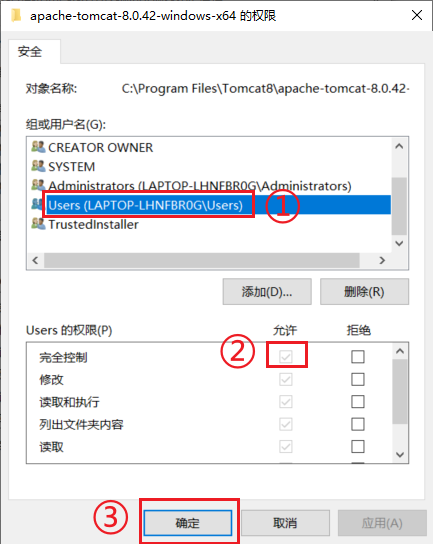 apache-tomcat-8.0.42-windows-x64 的权限
安全
对象名称: C:\Program Files\Tomcat8\apache-tomcat-8.0.42-
组或用户名(G):
CREATOR OWNER
SYSTEM
Administrators (LAPTOP-LHNFBR0G\Administrators)
Users (LAPTOP-LHNFBR0G\Users) ①
TrustedInstaller
添加(D)... 删除(R)
Users 的权限(P) ② 允许 拒绝
完全控制
修改
读取和执行
列出文件夹内容
读取
③ 确定 取消 应用(A)